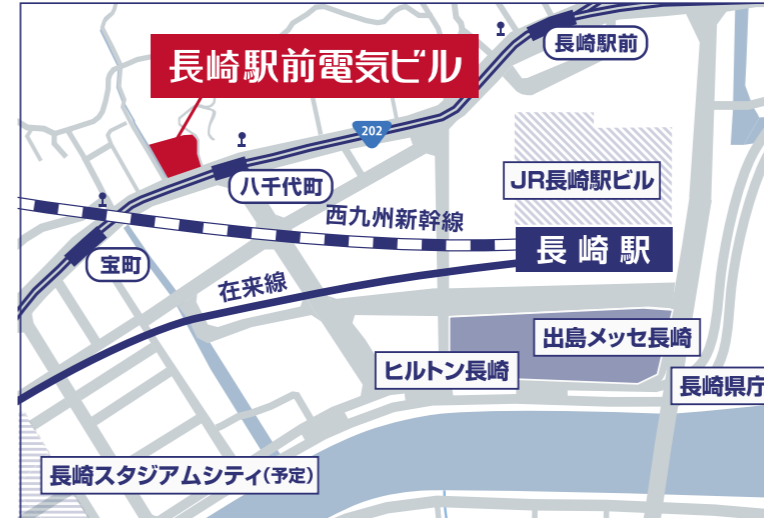 長崎駅前
長崎駅前電気ビル
202
八千代町
JR長崎駅ビル
西九州新幹線
長崎駅
宝町
在来線
出島メッセ長崎
ヒルトン長崎
長崎県庁
長崎スタジアムシティ(予定)